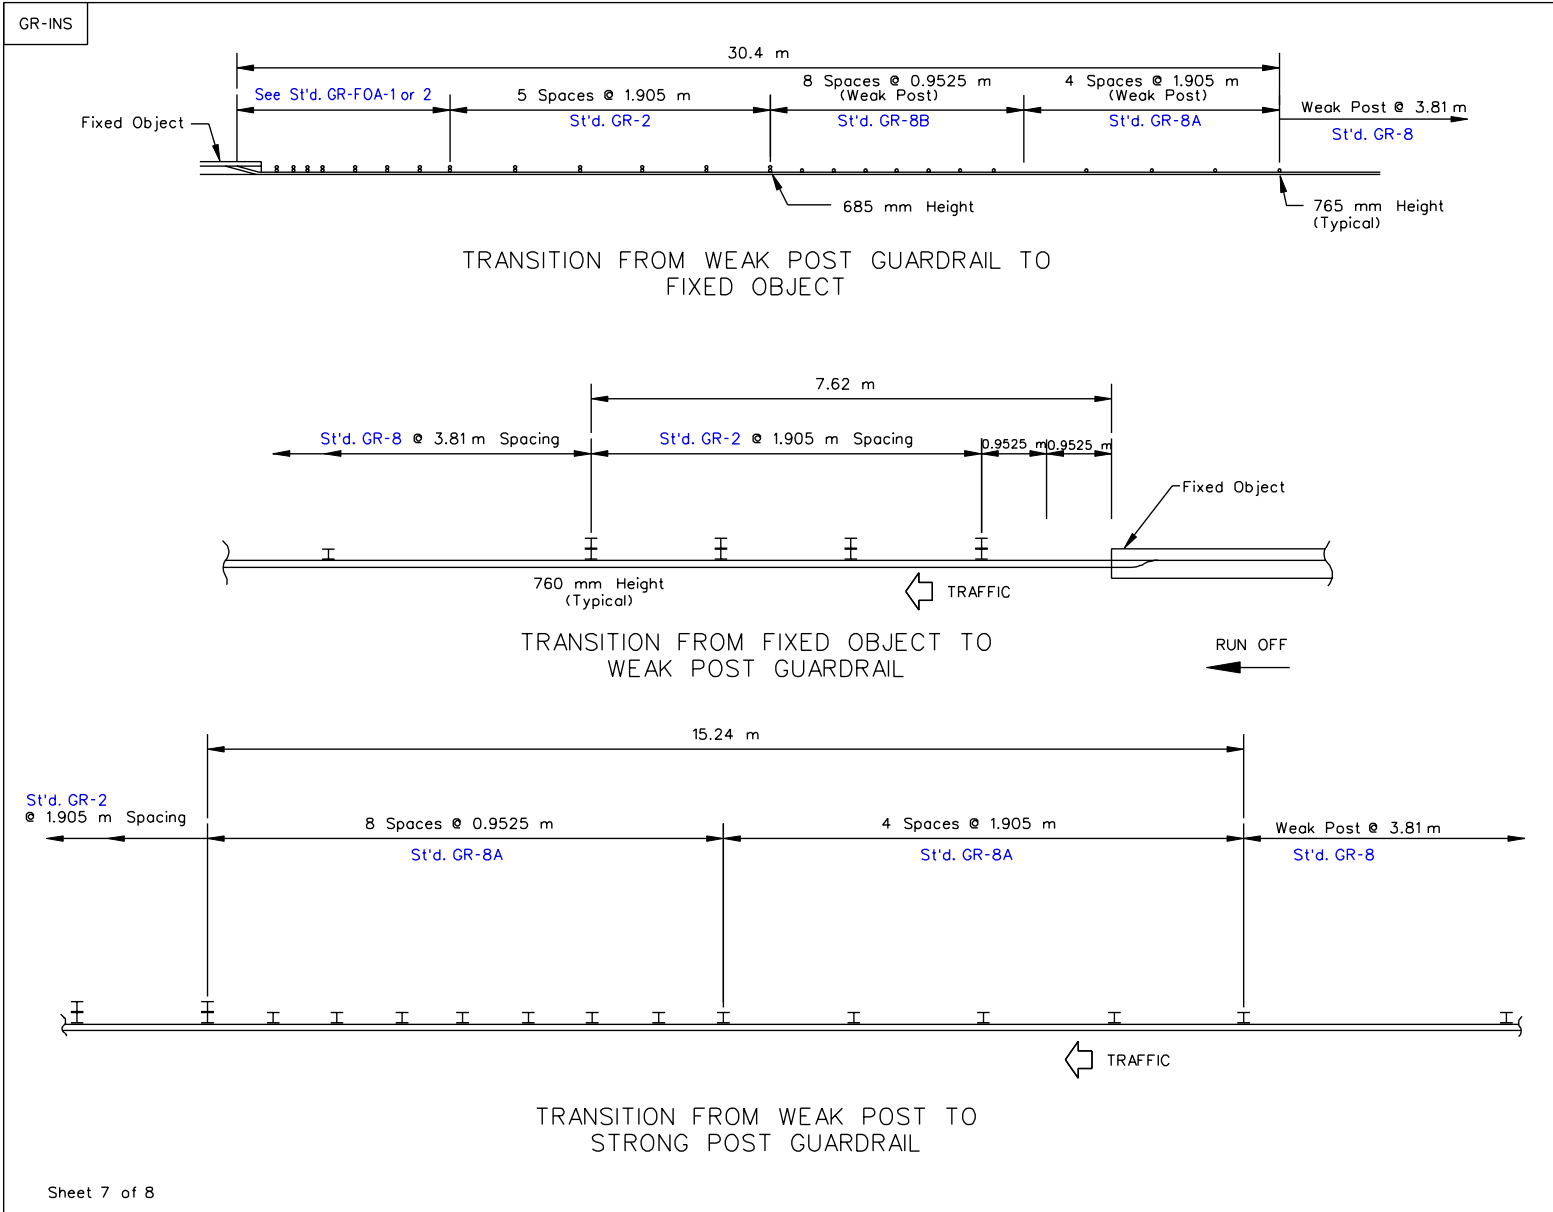 GR-INS
30.4 m
See St'd. GR-FOA-1 or 2
5 Spaces @ 1.905 m
St'd. GR-2
8 Spaces @ 0.9525 m
(Weak Post)
St'd. GR-8B
4 Spaces @ 1.905 m
(Weak Post)
St'd. GR-8A
Weak Post @ 3.81 m
St'd. GR-8
Fixed Object
685 mm Height
765 mm Height
(Typical)
TRANSITION FROM WEAK POST GUARDRAIL TO
FIXED OBJECT
7.62 m
St'd. GR-8 @ 3.81 m Spacing
St'd. GR-2 @ 1.905 m Spacing
0.9525 m
0.9525 m
Fixed Object
760 mm Height
(Typical)
TRAFFIC
TRANSITION FROM FIXED OBJECT TO
WEAK POST GUARDRAIL
RUN OFF
15.24 m
St'd. GR-2
@ 1.905 m Spacing
8 Spaces @ 0.9525 m
St'd. GR-8A
4 Spaces @ 1.905 m
St'd. GR-8A
Weak Post @ 3.81 m
St'd. GR-8
TRAFFIC
TRANSITION FROM WEAK POST TO
STRONG POST GUARDRAIL
Sheet 7 of 8